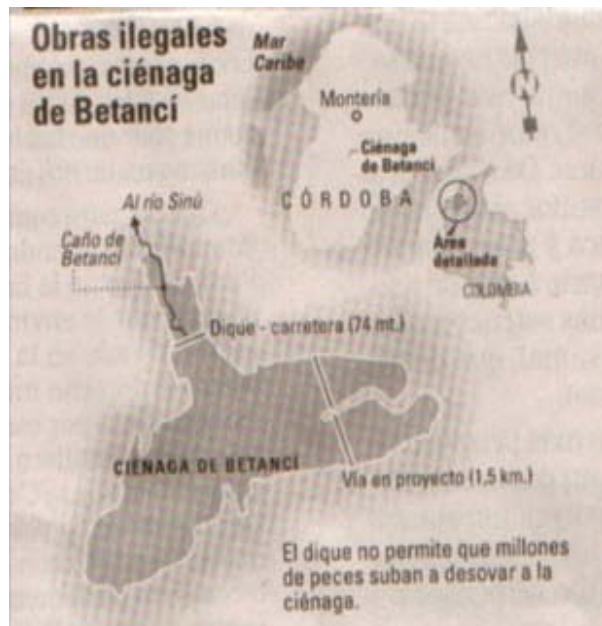 Obras ilegales
en la ciénaga
de Betancí
Mar
Caribe
Montería
Ciénaga
de Betancí
CÓRDOBA
Area
detallada
COLOMBIA
N
Al río Sinú
Caño de
Betancí
Dique - carretera (74 mt.)
CIÉNAGA DE BETANCÍ
Vía en proyecto (1,5 km.)
El dique no permite que millones
de peces suban a desovar a la
ciénaga.